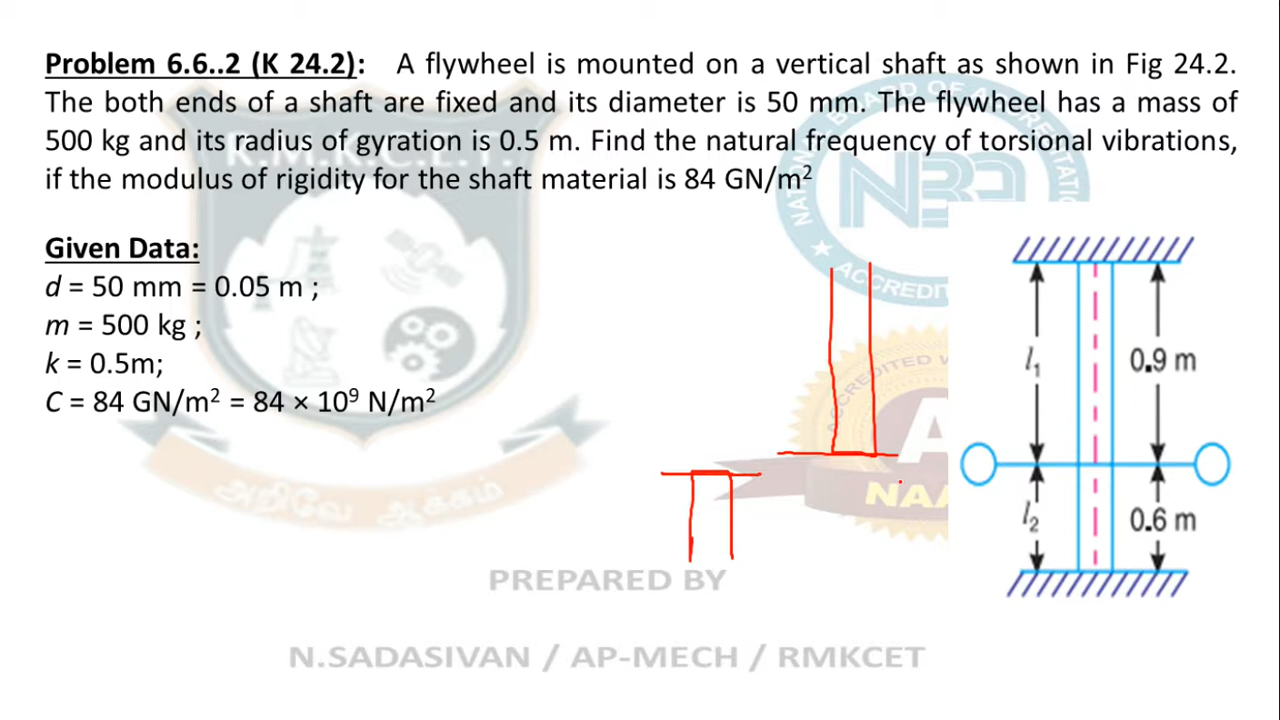 Problem 6.6..2 (K 24.2): A flywheel is mounted on a vertical shaft as shown in Fig 24.2.
The both ends of a shaft are fixed and its diameter is 50 mm. The flywheel has a mass of
500 kg and its radius of gyration is 0.5 m. Find the natural frequency of torsional vibrations,
if the modulus of rigidity for the shaft material is 84 GN/m²
Given Data:
d = 50 mm = 0.05 m ;
m = 500 kg ;
k = 0.5m;
C = 84 GN/m² = 84 × 10⁹ N/m²
l₁
0.9 m
l₂
0.6 m
R.M.K.C.E.T.
NBA
அறிவே ஆக்கம்
PREPARED BY
N.SADASIVAN / AP-MECH / RMKCET